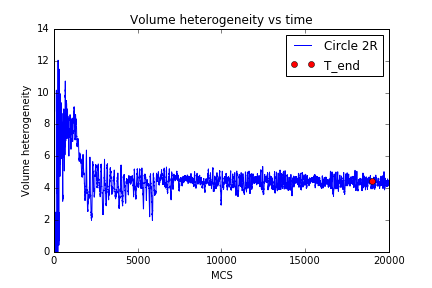 Volume heterogeneity vs time
Circle 2R
T_end
Volume heterogeneity
14
12
10
8
6
4
2
0
0
5000
10000
15000
20000
MCS